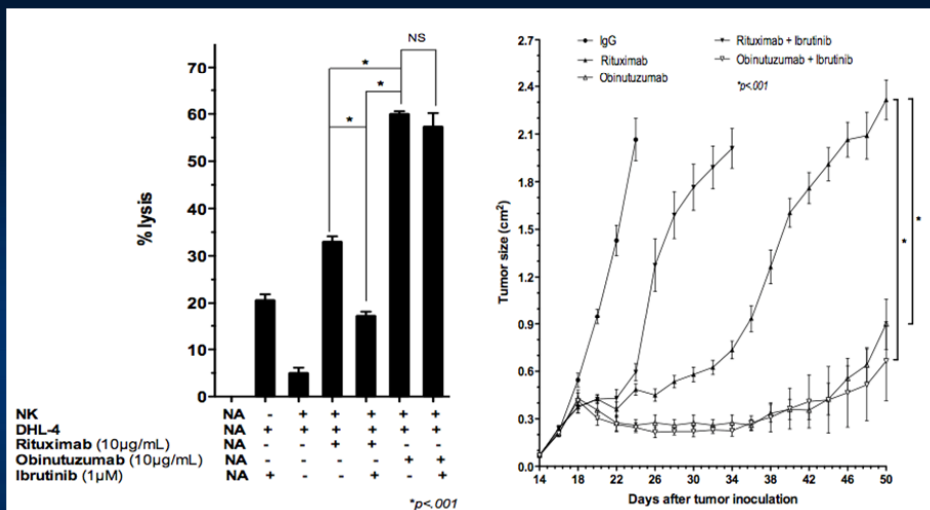 NS
*
*
*
70
60
50
40
30
20
10
0
% lysis
NK NA - + + + + +
DHL-4 NA + + + + + +
Rituximab (10µg/mL) NA - - + + - -
Obinutuzumab (10µg/mL) NA - - - - + +
Ibrutinib (1µM) NA + - - + - +
*p<.001
IgG
Rituximab
Obinutuzumab
Rituximab + Ibrutinib
Obinutuzumab + Ibrutinib
*p<.001
2.7
2.4
2.1
1.8
1.5
1.2
0.9
0.6
0.3
0.0
Tumor size (cm²)
*
*
14 18 22 26 30 34 38 42 46 50
Days after tumor inoculation